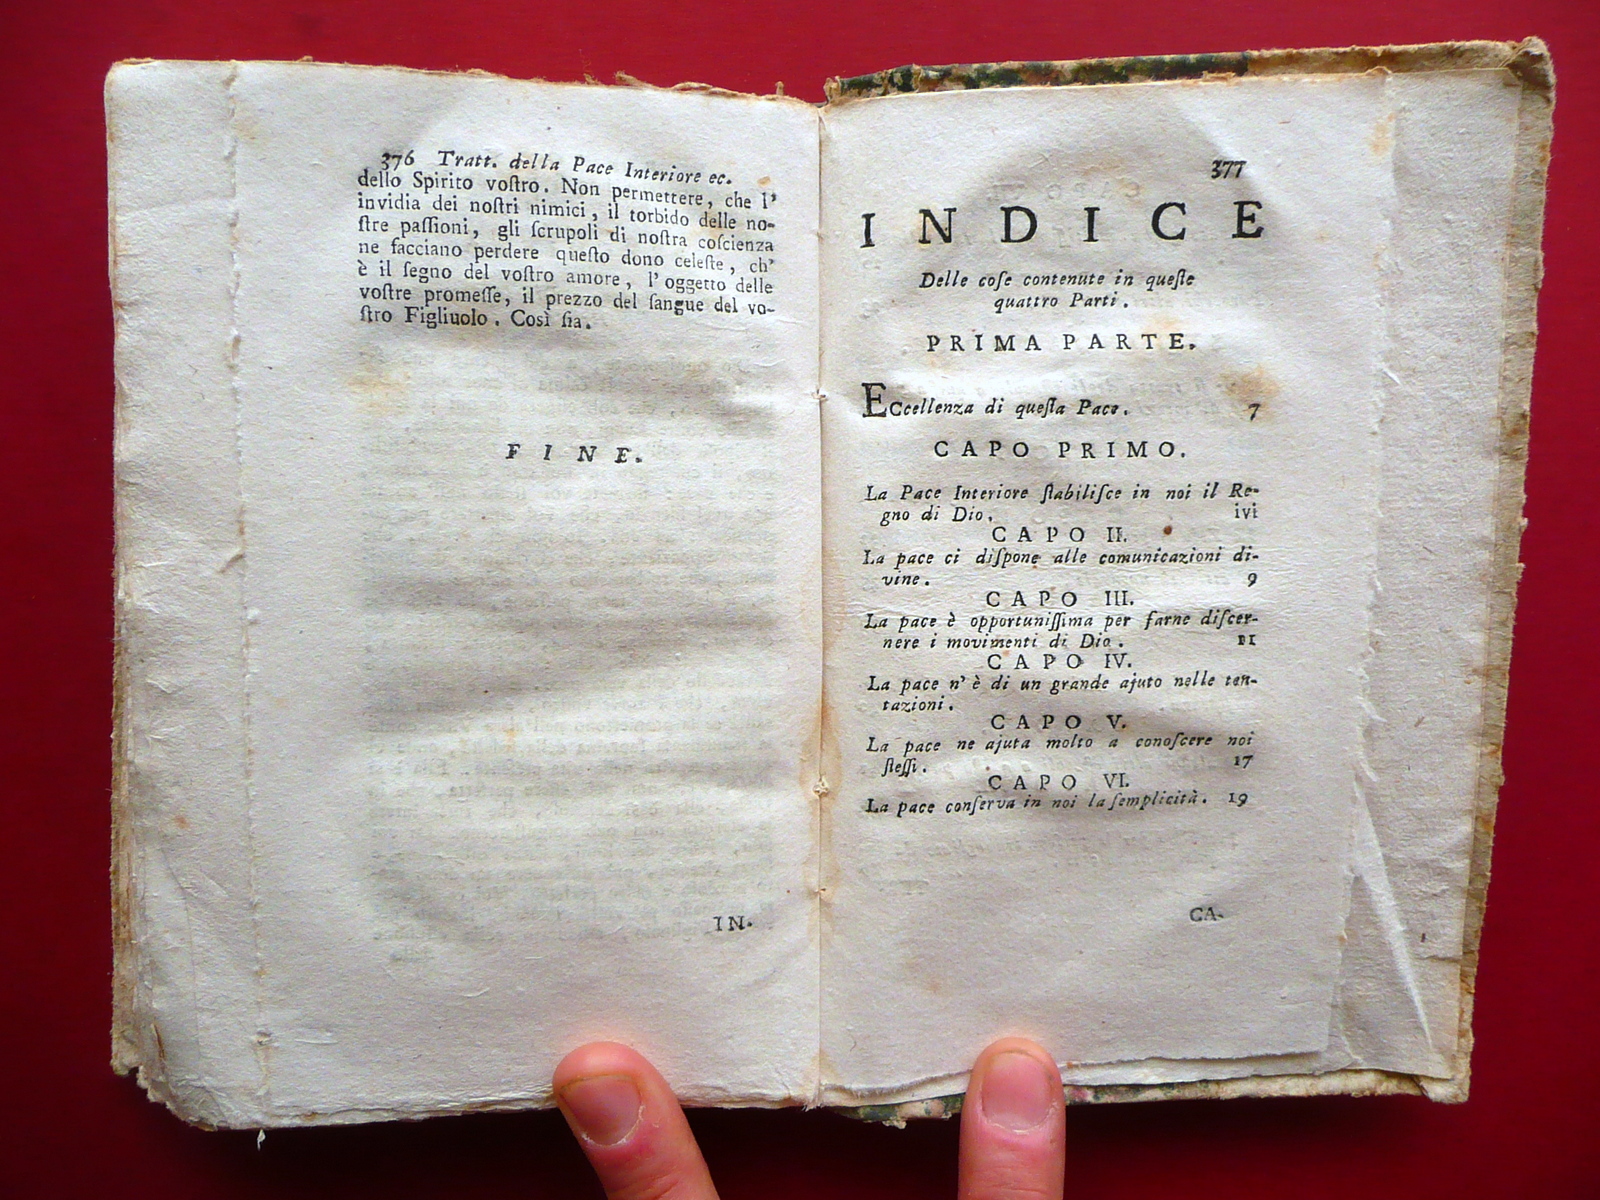 376 Tratt. della Pace Interiore ec.
dello Spirito voſtro. Non permettere, che l'
invidia dei noſtri nimici, il torbido delle no-
ſtre paſſioni, gli ſcrupoli di noſtra coſcienza
ne facciano perdere queſto dono celeſte, ch'
è il ſegno del voſtro amore, l'oggetto delle
voſtre promeſſe, il prezzo del ſangue del vo-
ſtro Figliuolo. Così ſia.
FINE.
IN.
377
INDICE
Delle coſe contenute in queſte
quattro Parti.
PRIMA PARTE.
Eccellenza di queſta Pace. 7
CAPO PRIMO.
La Pace Interiore ſtabiliſce in noi il Re-
gno di Dio. ivi
CAPO II.
La pace ci diſpone alle comunicazioni di-
vine. 9
CAPO III.
La pace è opportuniſſima per farne diſcer-
nere i movimenti di Dio. 11
CAPO IV.
La pace n'è di un grande ajuto nelle ten-
tazioni.
CAPO V.
La pace ne ajuta molto a conoſcere noi
ſteſſi. 17
CAPO VI.
La pace conſerva in noi la ſemplicità. 19
CA-